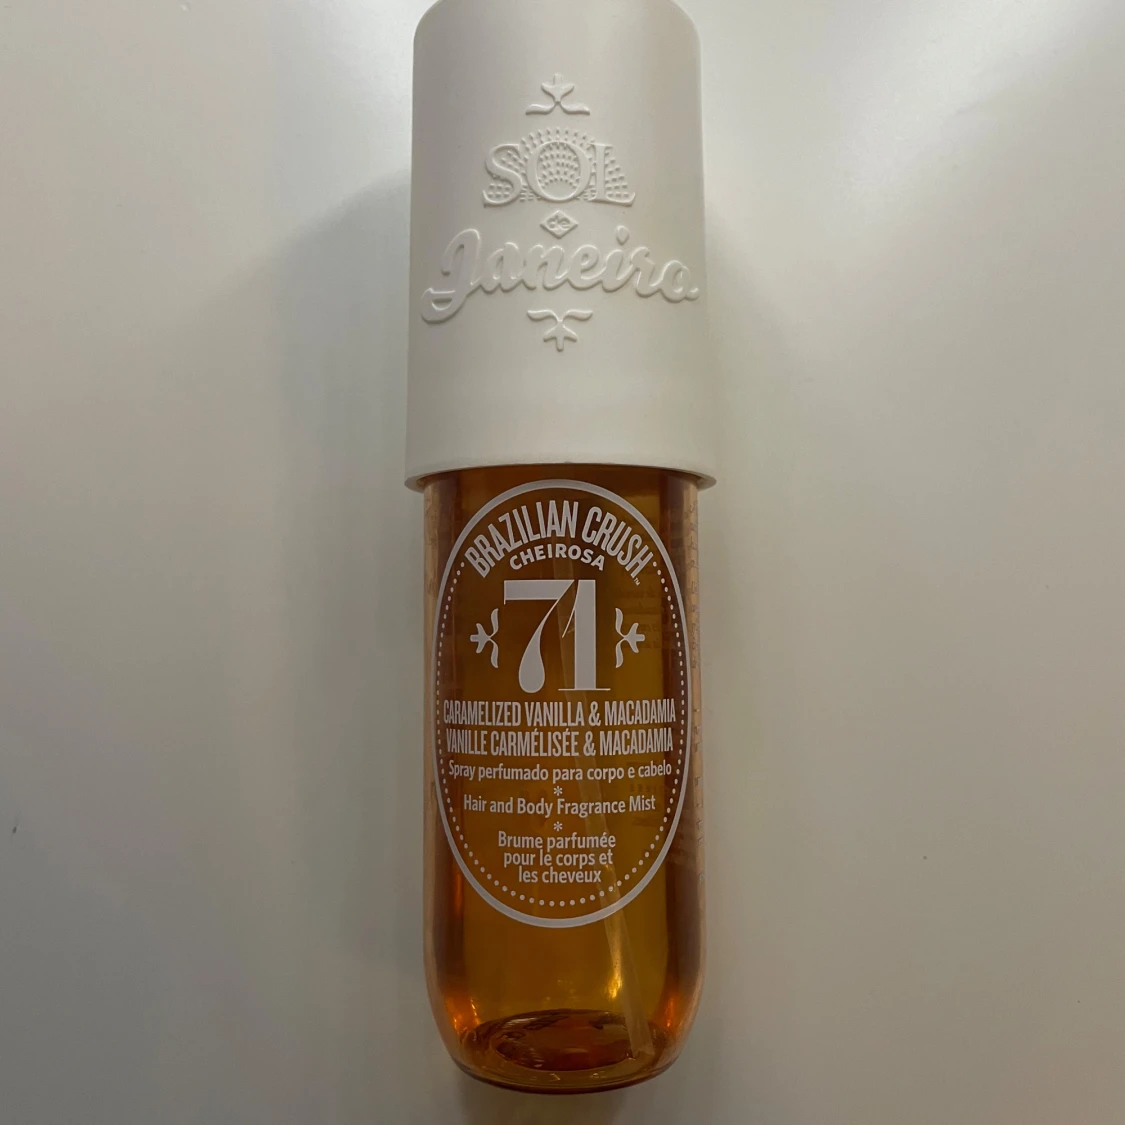 SOL
de
Janeiro
BRAZILIAN CRUSH™
CHEIROSA
71
CARAMELIZED VANILLA & MACADAMIA
VANILLE CARMÉLISÉE & MACADAMIA
Spray perfumado para corpo e cabelo
*
Hair and Body Fragrance Mist
*
Brume parfumée
pour le corps et
les cheveux